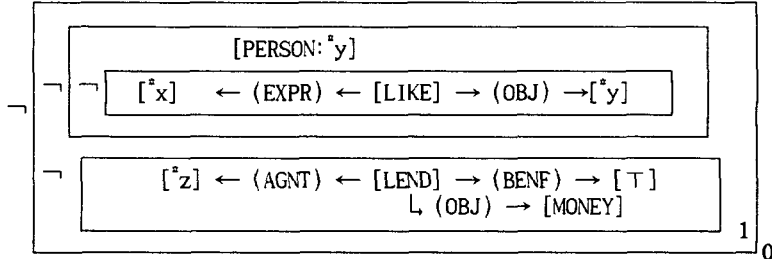 [PERSON:*y]
¬ ¬ [*x] ← (EXPR) ← [LIKE] → (OBJ) →[*y]
¬
¬ [*z] ← (AGNT) ← [LEND] → (BENF) → [⊤]
↳ (OBJ) → [MONEY]
1
0